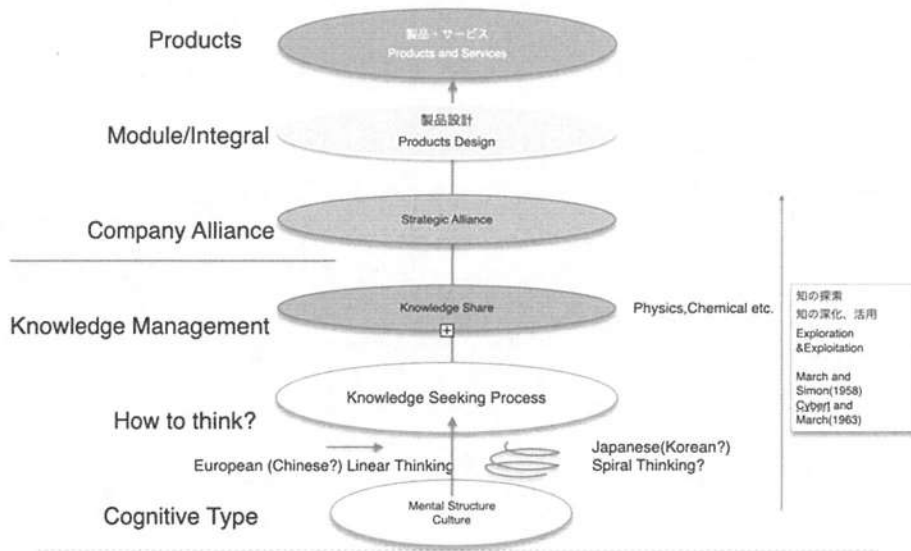 Products
製品・サービス
Products and Services
Module/Integral
製品設計
Products Design
Company Alliance
Strategic Alliance
Knowledge Management
Knowledge Share
Physics,Chemical etc.
知の探索
知の深化、活用
Exploration
&Exploitation
March and
Simon(1958)
Cybert and
March(1963)
How to think?
Knowledge Seeking Process
European (Chinese?) Linear Thinking
Japanese(Korean?)
Spiral Thinking?
Cognitive Type
Mental Structure
Culture